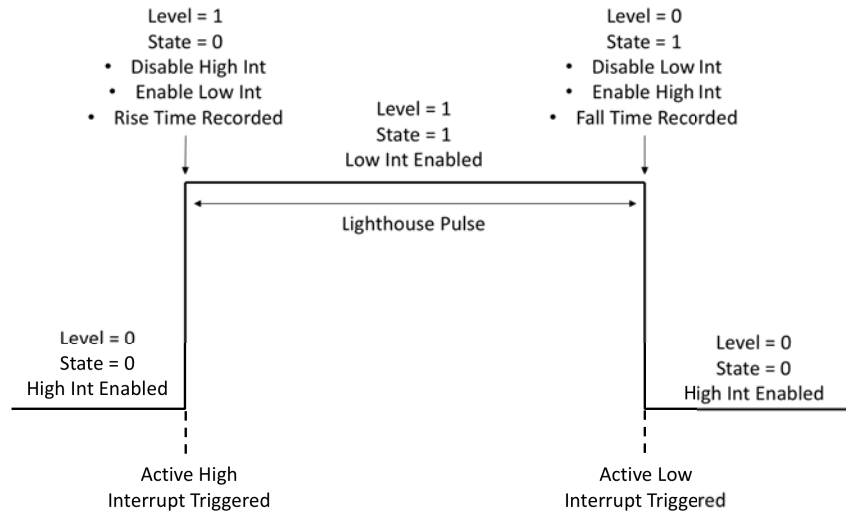 Level = 1
State = 0
• Disable High Int
• Enable Low Int
• Rise Time Recorded
Level = 1
State = 1
Low Int Enabled
Level = 0
State = 1
• Disable Low Int
• Enable High Int
• Fall Time Recorded
Lighthouse Pulse
Level = 0
State = 0
High Int Enabled
Level = 0
State = 0
High Int Enabled
Active High
Interrupt Triggered
Active Low
Interrupt Triggered